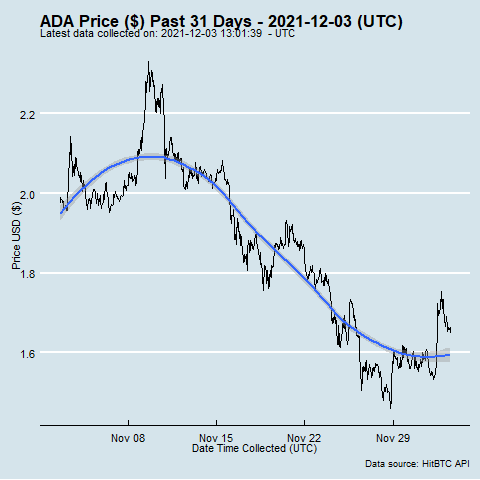 ADA Price ($) Past 31 Days - 2021-12-03 (UTC)
Latest data collected on: 2021-12-03 13:01:39  - UTC
2.2
2.0
1.8
1.6
Price USD ($)
Nov 08
Nov 15
Nov 22
Nov 29
Date Time Collected (UTC)
Data source: HitBTC API